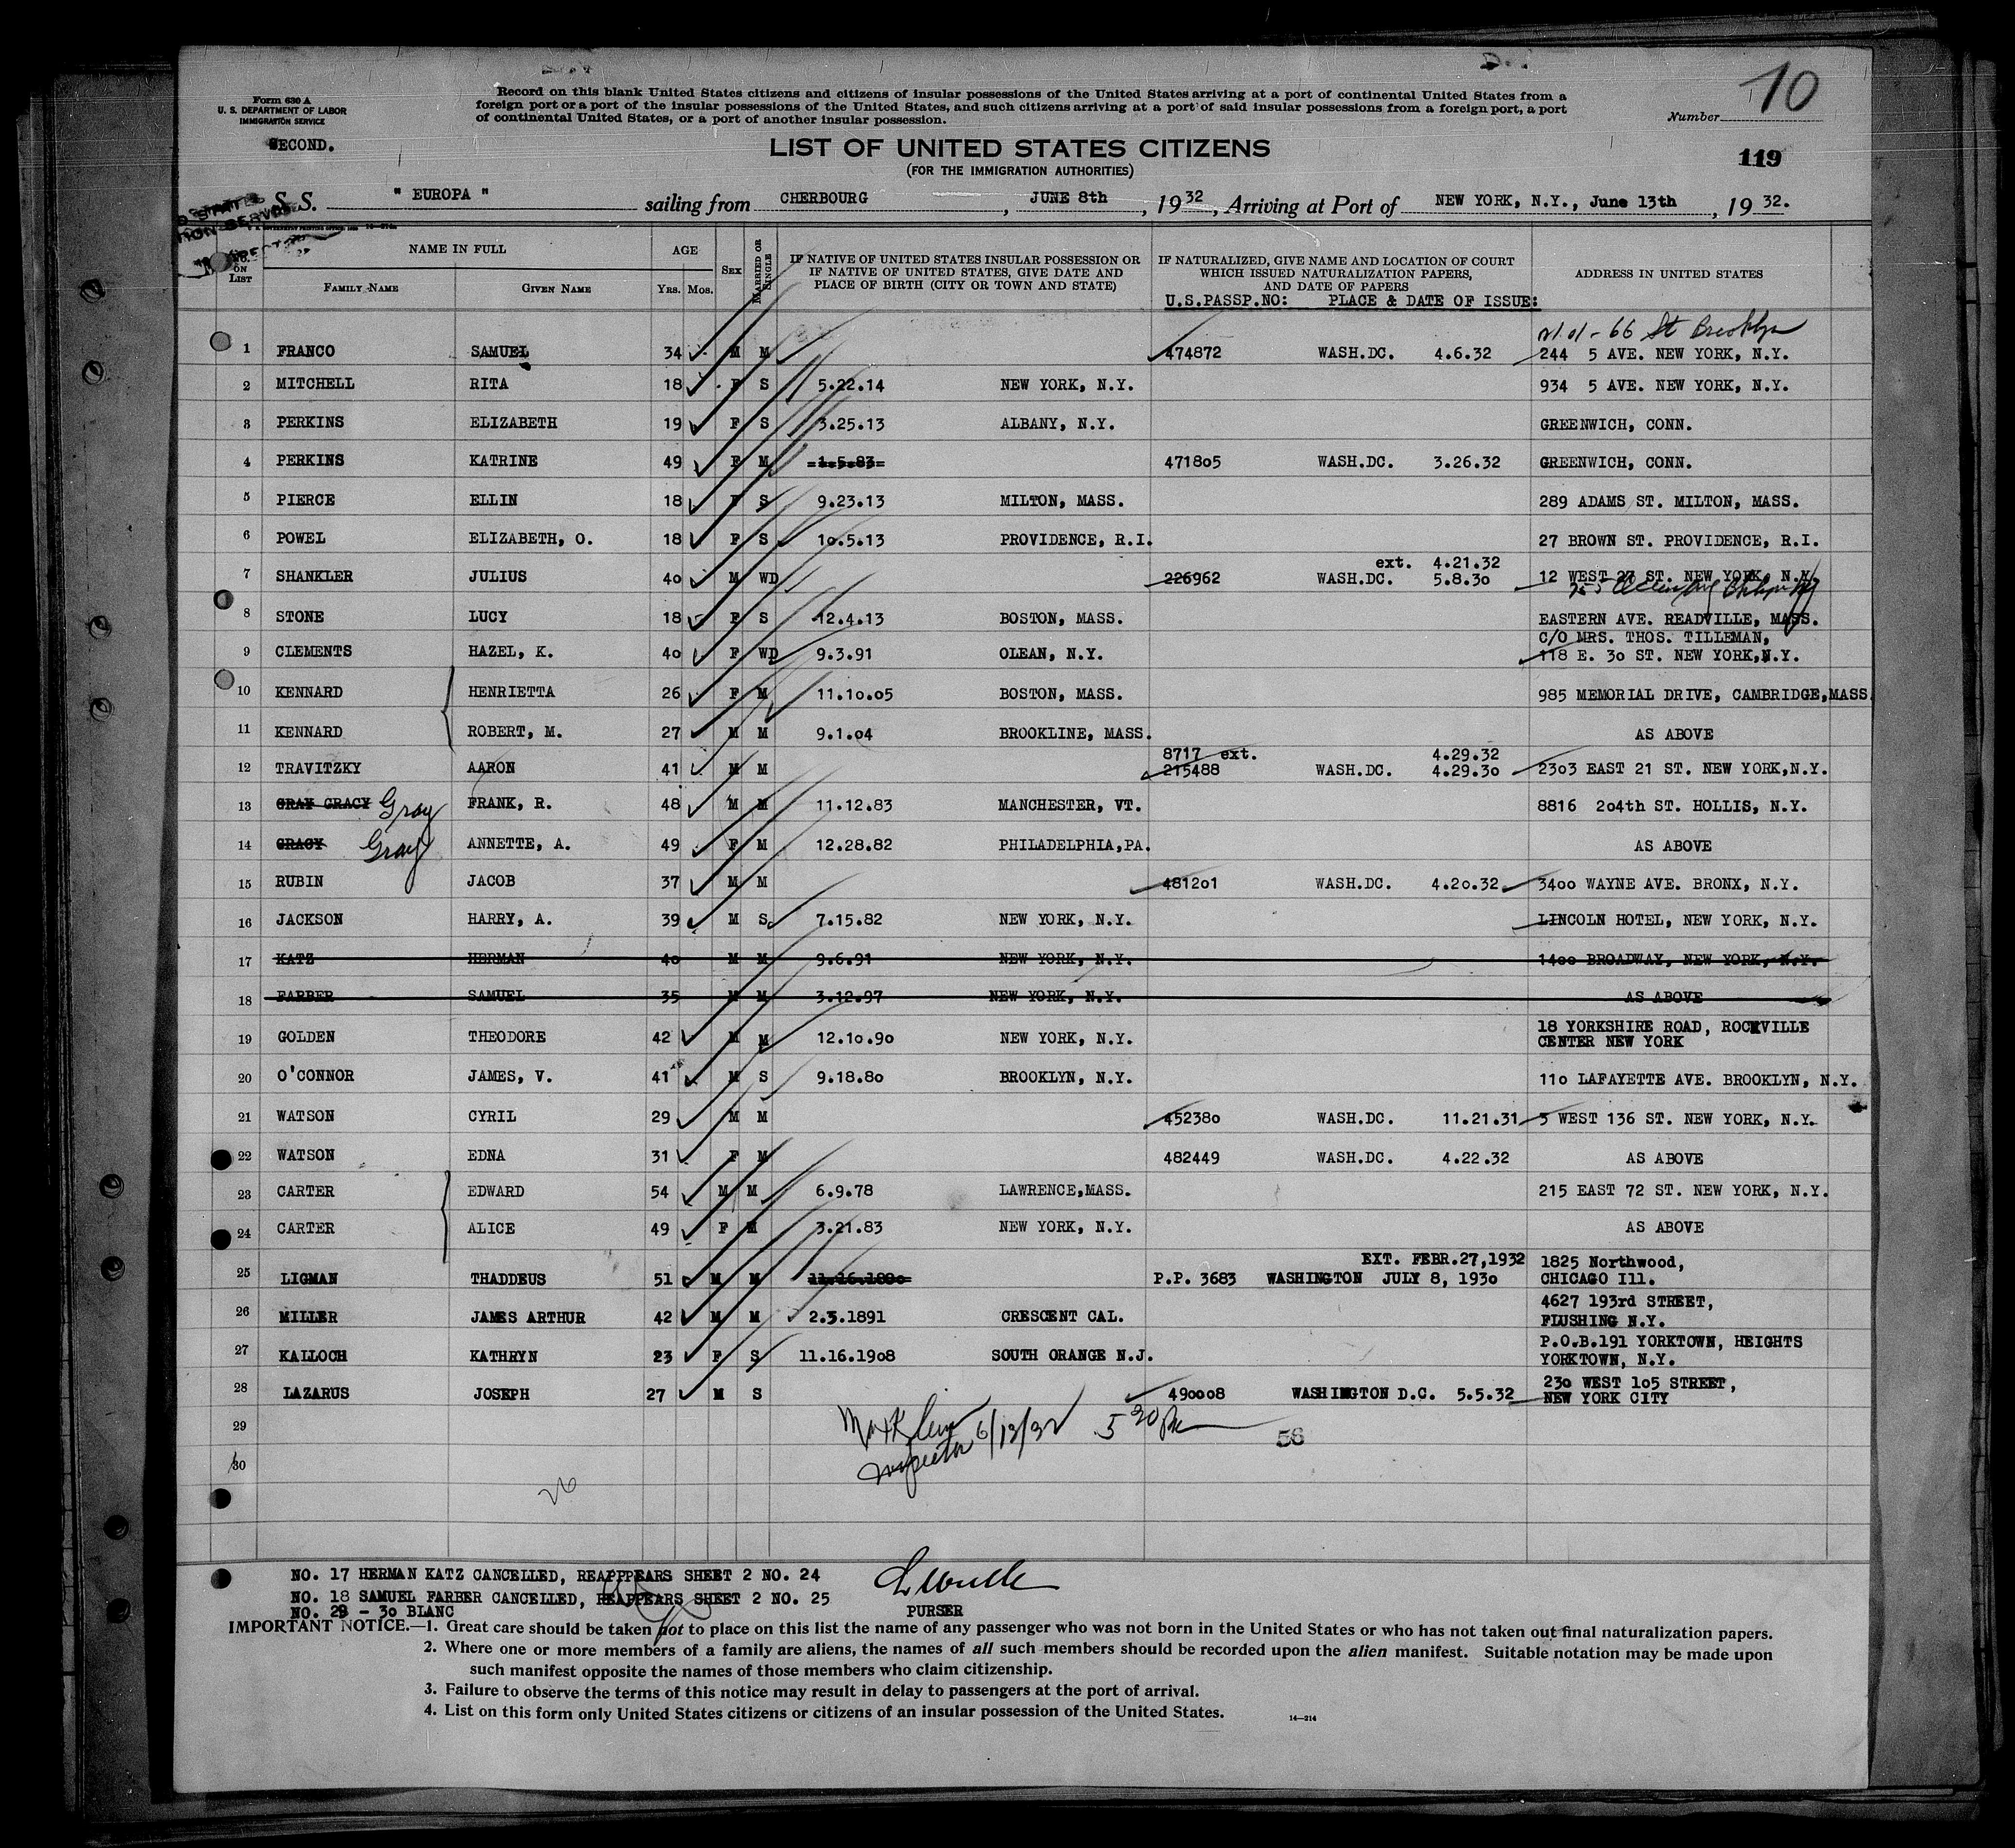 Form 630 A
U. S. DEPARTMENT OF LABOR
IMMIGRATION SERVICE
SECOND.
Record on this blank United States citizens and citizens of insular possessions of the United States arriving at a port of continental United States from a
foreign port or a port of the insular possessions of the United States, and such citizens arriving at a port of said insular possessions from a foreign port, a port
of continental United States, or a port of another insular possession.
Number 10
LIST OF UNITED STATES CITIZENS
(FOR THE IMMIGRATION AUTHORITIES)
119
S. S. " EUROPA " sailing from CHERBOURG , JUNE 8th , 1932 , Arriving at Port of NEW YORK, N.Y., June 13th , 1932.
No. ON LIST
NAME IN FULL
FAMILY NAME GIVEN NAME
AGE
YRS. MOS.
SEX
MARRIED OR SINGLE
IF NATIVE OF UNITED STATES INSULAR POSSESSION OR
IF NATIVE OF UNITED STATES, GIVE DATE AND
PLACE OF BIRTH (CITY OR TOWN AND STATE)
IF NATURALIZED, GIVE NAME AND LOCATION OF COURT
WHICH ISSUED NATURALIZATION PAPERS,
AND DATE OF PAPERS
U.S.PASSP.NO: PLACE & DATE OF ISSUE:
ADDRESS IN UNITED STATES
66 St Brooklyn
1 FRANCO SAMUEL 34 M M 474872 WASH.DC. 4.6.32 244 5 AVE. NEW YORK, N.Y.
2 MITCHELL RITA 18 F S 5.22.14 NEW YORK, N.Y. 934 5 AVE. NEW YORK, N.Y.
3 PERKINS ELIZABETH 19 F S 3.25.13 ALBANY, N.Y. GREENWICH, CONN.
4 PERKINS KATRINE 49 F M 1.5.83 471805 WASH.DC. 3.26.32 GREENWICH, CONN.
5 PIERCE ELLIN 18 F S 9.23.13 MILTON, MASS. 289 ADAMS ST. MILTON, MASS.
6 POWEL ELIZABETH, O. 18 F S 10.5.13 PROVIDENCE, R.I. 27 BROWN ST. PROVIDENCE, R.I.
ext. 4.21.32
7 SHANKLER JULIUS 40 M WD 226962 WASH.DC. 5.8.30 12 WEST 27 ST. NEW YORK, N.Y.
8 STONE LUCY 18 F S 12.4.13 BOSTON, MASS. EASTERN AVE. READVILLE, MASS.
C/O MRS. THOS. TILLEMAN,
9 CLEMENTS HAZEL, K. 40 F WD 9.3.91 OLEAN, N.Y. 118 E. 30 ST. NEW YORK,N.Y.
10 KENNARD HENRIETTA 26 F M 11.10.05 BOSTON, MASS. 985 MEMORIAL DRIVE, CAMBRIDGE,MASS.
11 KENNARD ROBERT, M. 27 M M 9.1.04 BROOKLINE, MASS. AS ABOVE
8717 ext. 4.29.32
12 TRAVITZKY AARON 41 M M 215488 WASH.DC. 4.29.30 2303 EAST 21 ST. NEW YORK,N.Y.
13 GRAY GRACY Gray FRANK, R. 48 M M 11.12.83 MANCHESTER, VT. 8816 204th ST. HOLLIS, N.Y.
14 GRACY Gray ANNETTE, A. 49 F M 12.28.82 PHILADELPHIA,PA. AS ABOVE
15 RUBIN JACOB 37 M M 481201 WASH.DC. 4.20.32 3400 WAYNE AVE. BRONX, N.Y.
16 JACKSON HARRY, A. 39 M S 7.15.82 NEW YORK, N.Y. LINCOLN HOTEL, NEW YORK, N.Y.
17 KATZ HERMAN 40 M M 9.6.91 NEW YORK, N.Y. 1400 BROADWAY, NEW YORK, N.Y.
18 FARBER SAMUEL 35 M M 3.12.97 NEW YORK, N.Y. AS ABOVE
19 GOLDEN THEODORE 42 M M 12.10.90 NEW YORK, N.Y. 18 YORKSHIRE ROAD, ROCKVILLE
CENTER NEW YORK
20 O'CONNOR JAMES, V. 41 M S 9.18.80 BROOKLYN, N.Y. 110 LAFAYETTE AVE. BROOKLYN, N.Y.
21 WATSON CYRIL 29 M M 452380 WASH.DC. 11.21.31 3 WEST 136 ST. NEW YORK, N.Y.
22 WATSON EDNA 31 F M 482449 WASH.DC. 4.22.32 AS ABOVE
23 CARTER EDWARD 54 M M 6.9.78 LAWRENCE,MASS. 215 EAST 72 ST. NEW YORK, N.Y.
24 CARTER ALICE 49 F M 3.21.83 NEW YORK, N.Y. AS ABOVE
EXT. FEBR.27,1932 1825 Northwood,
25 LIGMAN THADDEUS 51 M M 11.16.1880 P.P. 3683 WASHINGTON JULY 8, 1930 CHICAGO Ill.
4627 193rd STREET,
26 MILLER JAMES ARTHUR 42 M M 2.3.1891 CRESCENT CAL. FLUSHING N.Y.
P.O.B.191 YORKTOWN, HEIGHTS
27 KALLOCH KATHRYN 23 F S 11.16.1908 SOUTH ORANGE N.J. YORKTOWN, N.Y.
230 WEST 105 STREET,
28 LAZARUS JOSEPH 27 M S 490008 WASHINGTON D.C. 5.5.32 NEW YORK CITY
29 6/13/32 5 30 pm
Inspector
56
30
NO. 17 HERMAN KATZ CANCELLED, REAPPPEARS SHEET 2 NO. 24
NO. 18 SAMUEL FARBER CANCELLED, REAPPEARS SHEET 2 NO. 25
NO. 29 - 30 BLANC
PURSER
IMPORTANT NOTICE.—1. Great care should be taken not to place on this list the name of any passenger who was not born in the United States or who has not taken out final naturalization papers.
2. Where one or more members of a family are aliens, the names of all such members should be recorded upon the alien manifest. Suitable notation may be made upon
such manifest opposite the names of those members who claim citizenship.
3. Failure to observe the terms of this notice may result in delay to passengers at the port of arrival.
4. List on this form only United States citizens or citizens of an insular possession of the United States.
14—214